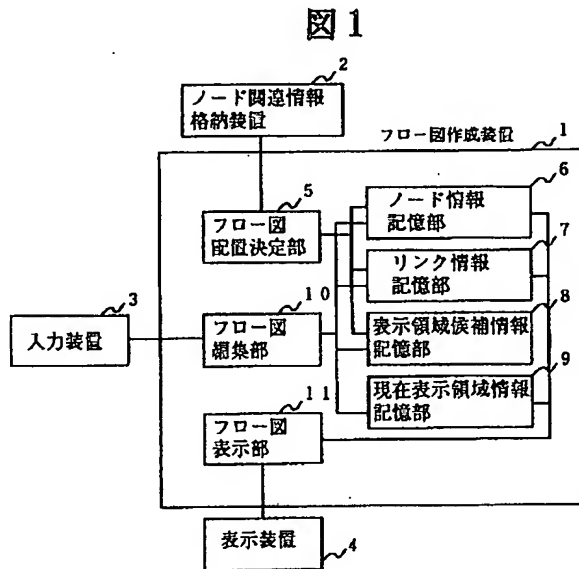 図1
2
ノード関連情報
格納装置
フロー図作成装置
1
5
フロー図
配置決定部
6
ノード情報
記憶部
7
リンク情報
記憶部
3
入力装置
10
フロー図
編集部
8
表示領域候補情報
記憶部
9
現在表示領域情報
記憶部
11
フロー図
表示部
表示装置
4